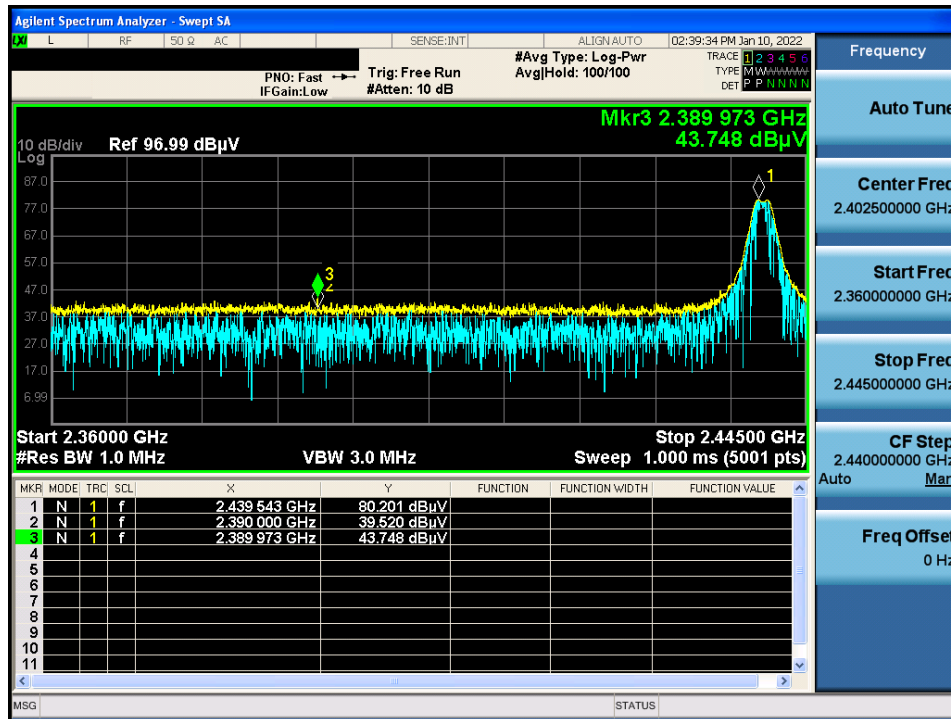 Agilent Spectrum Analyzer - Swept SA
LXI L RF 50 Ω AC SENSE:INT ALIGN AUTO 02:39:34 PM Jan 10, 2022
PNO: Fast
IFGain:Low
Trig: Free Run
#Atten: 10 dB
#Avg Type: Log-Pwr
Avg|Hold: 100/100
TRACE 1 2 3 4 5 6
TYPE M W W W W W
DET P P N N N N
Mkr3 2.389 973 GHz
43.748 dBµV
10 dB/div Ref 96.99 dBµV
Log
87.0
77.0
67.0
57.0
47.0
37.0
27.0
17.0
6.99
1
3
2
Start 2.36000 GHz Stop 2.44500 GHz
#Res BW 1.0 MHz VBW 3.0 MHz Sweep 1.000 ms (5001 pts)
MKR MODE TRC SCL X Y FUNCTION FUNCTION WIDTH FUNCTION VALUE
1 N 1 f 2.439 543 GHz 80.201 dBµV
2 N 1 f 2.390 000 GHz 39.520 dBµV
3 N 1 f 2.389 973 GHz 43.748 dBµV
4
5
6
7
8
9
10
11
MSG STATUS
Frequency
Auto Tune
Center Freq
2.402500000 GHz
Start Freq
2.360000000 GHz
Stop Freq
2.445000000 GHz
CF Step
2.440000000 GHz
Auto Man
Freq Offset
0 Hz